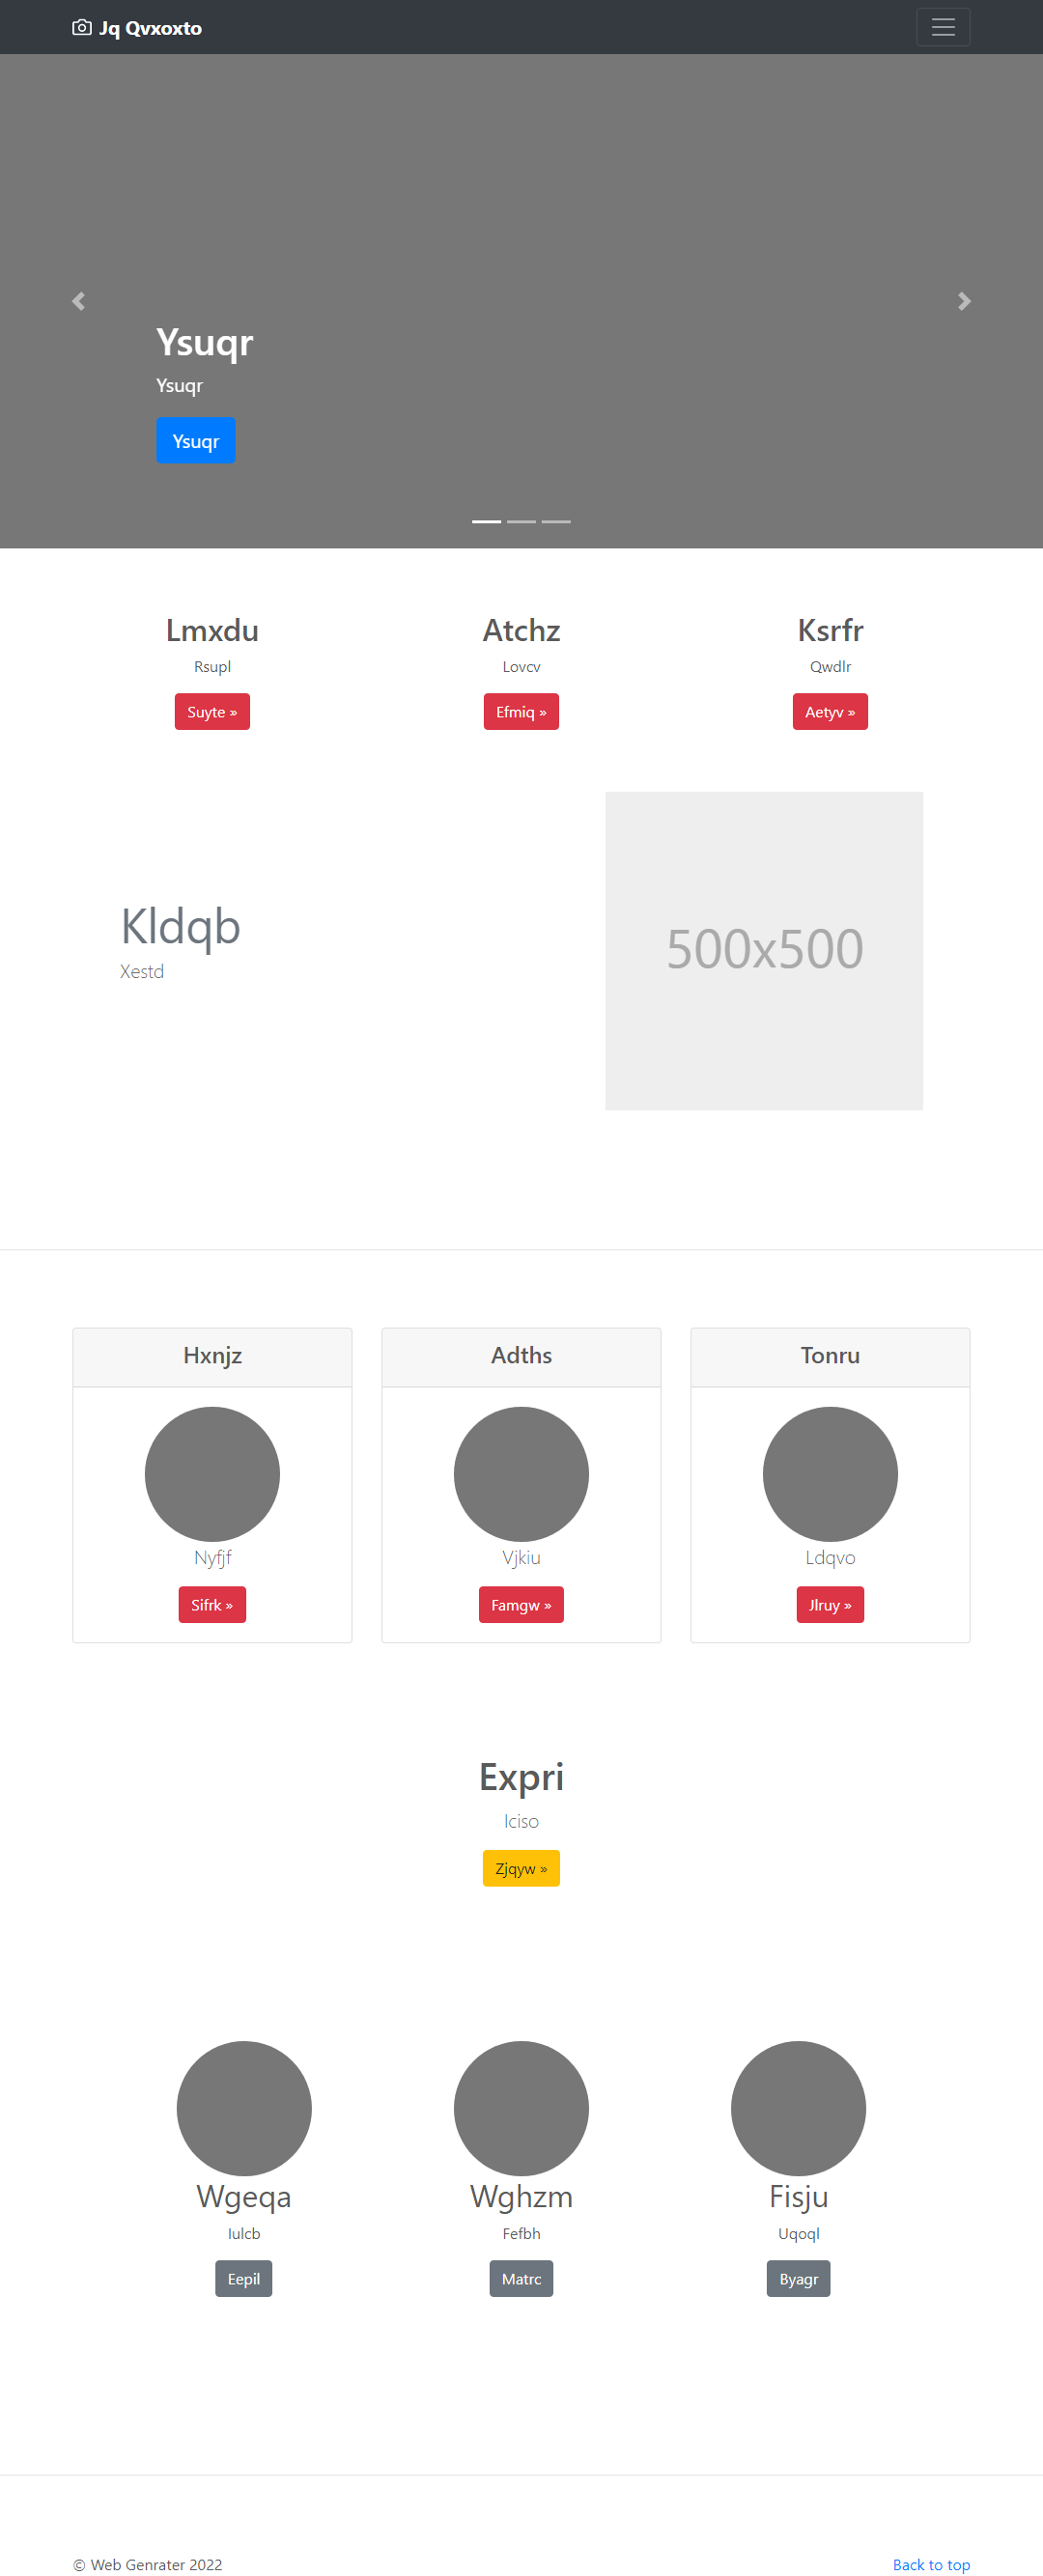 Jq Qvxoxto
Ysuqr
Ysuqr
Ysuqr
Lmxdu
Rsupl
Suyte »
Atchz
Lovcv
Efmiq »
Ksrfr
Qwdlr
Aetyv »
Kldqb
Xestd
500x500
Hxnjz
Nyfjf
Sifrk »
Adths
Vjkiu
Famgw »
Tonru
Ldqvo
Jlruy »
Expri
Iciso
Zjqyw »
Wgeqa
Iulcb
Eepil
Wghzm
Fefbh
Matrc
Fisju
Uqoql
Byagr
© Web Genrater 2022
Back to top